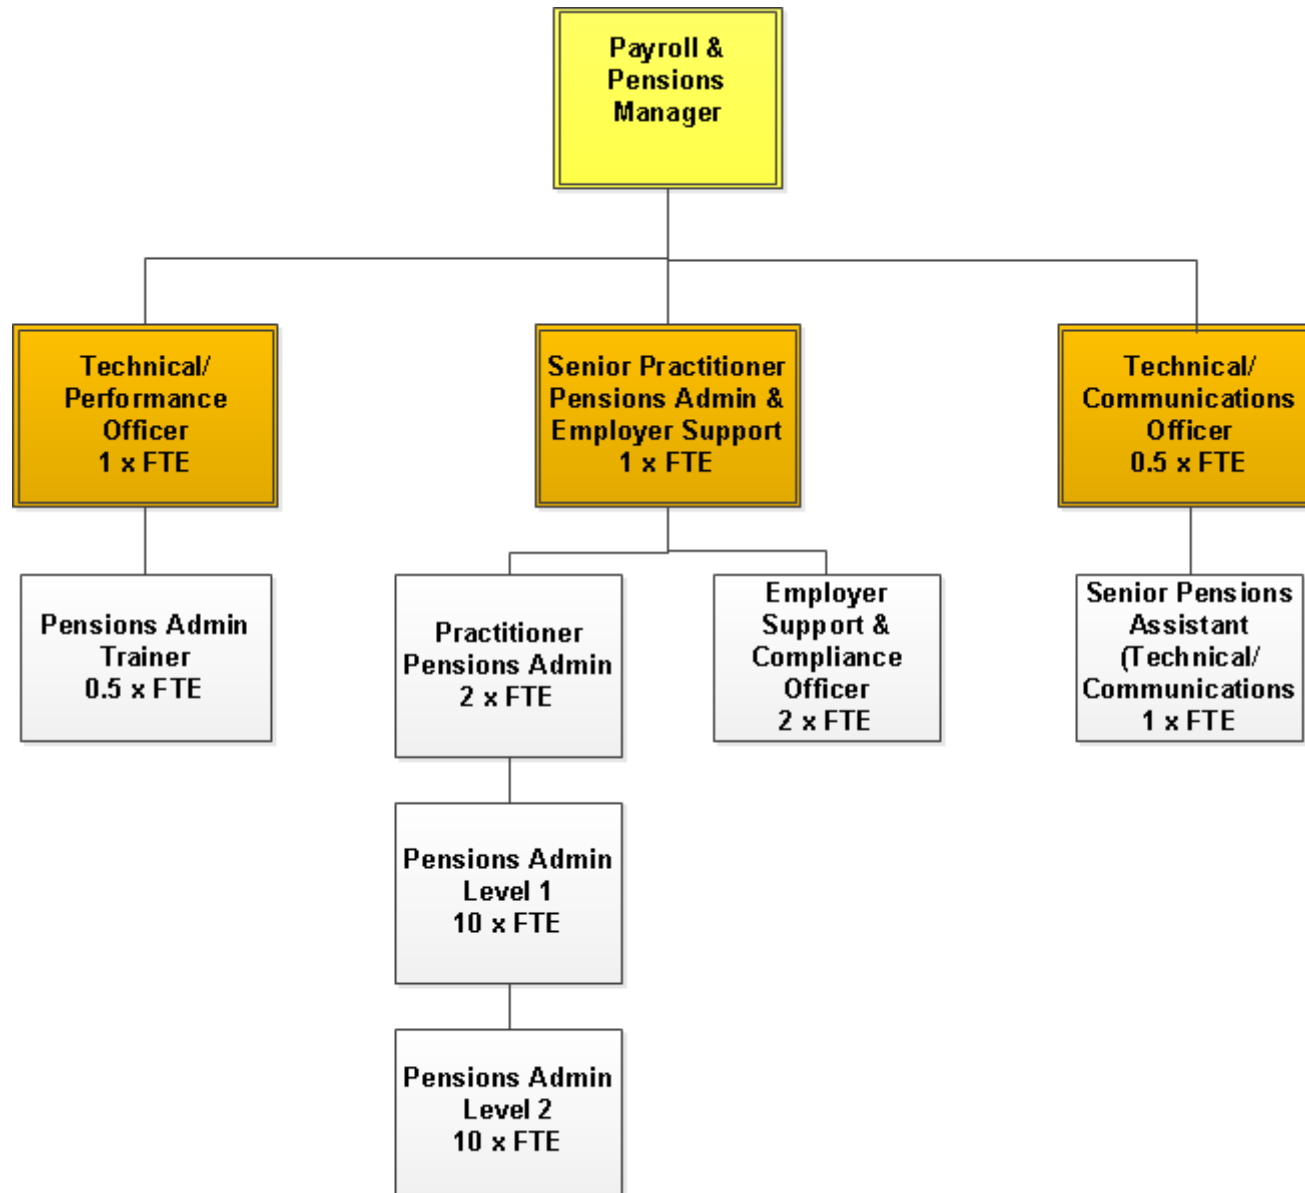 Payroll &
Pensions
Manager
Technical/
Performance
Officer
1 x FTE
Senior Practitioner
Pensions Admin &
Employer Support
1 x FTE
Technical/
Communications
Officer
0.5 x FTE
Pensions Admin
Trainer
0.5 x FTE
Practitioner
Pensions Admin
2 x FTE
Employer
Support &
Compliance
Officer
2 x FTE
Senior Pensions
Assistant
(Technical/
Communications
1 x FTE
Pensions Admin
Level 1
10 x FTE
Pensions Admin
Level 2
10 x FTE